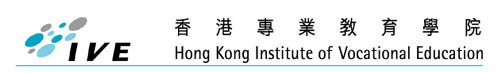 IVE
香港專業教育學院
Hong Kong Institute of Vocational Education